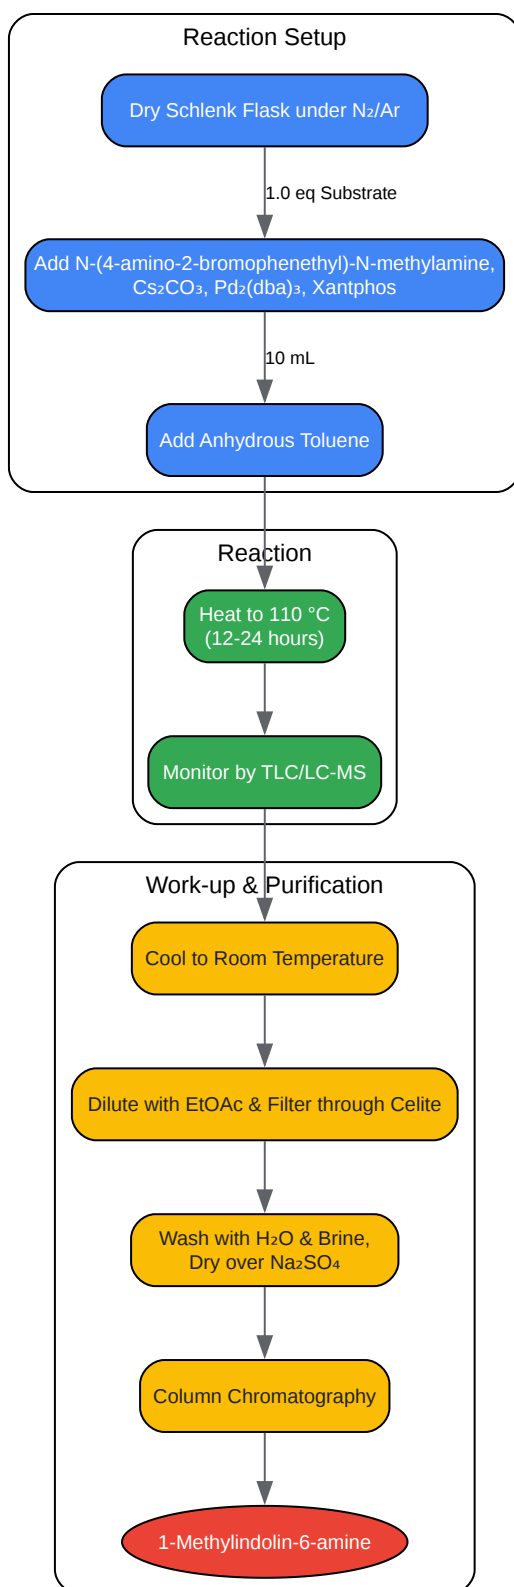 Reaction Setup
Dry Schlenk Flask under N₂/Ar
1.0 eq Substrate
Add N-(4-amino-2-bromophenethyl)-N-methylamine,
Cs₂CO₃, Pd₂(dba)₃, Xantphos
10 mL
Add Anhydrous Toluene
Reaction
Heat to 110 °C
(12-24 hours)
Monitor by TLC/LC-MS
Work-up & Purification
Cool to Room Temperature
Dilute with EtOAc & Filter through Celite
Wash with H₂O & Brine,
Dry over Na₂SO₄
Column Chromatography
1-Methylindolin-6-amine